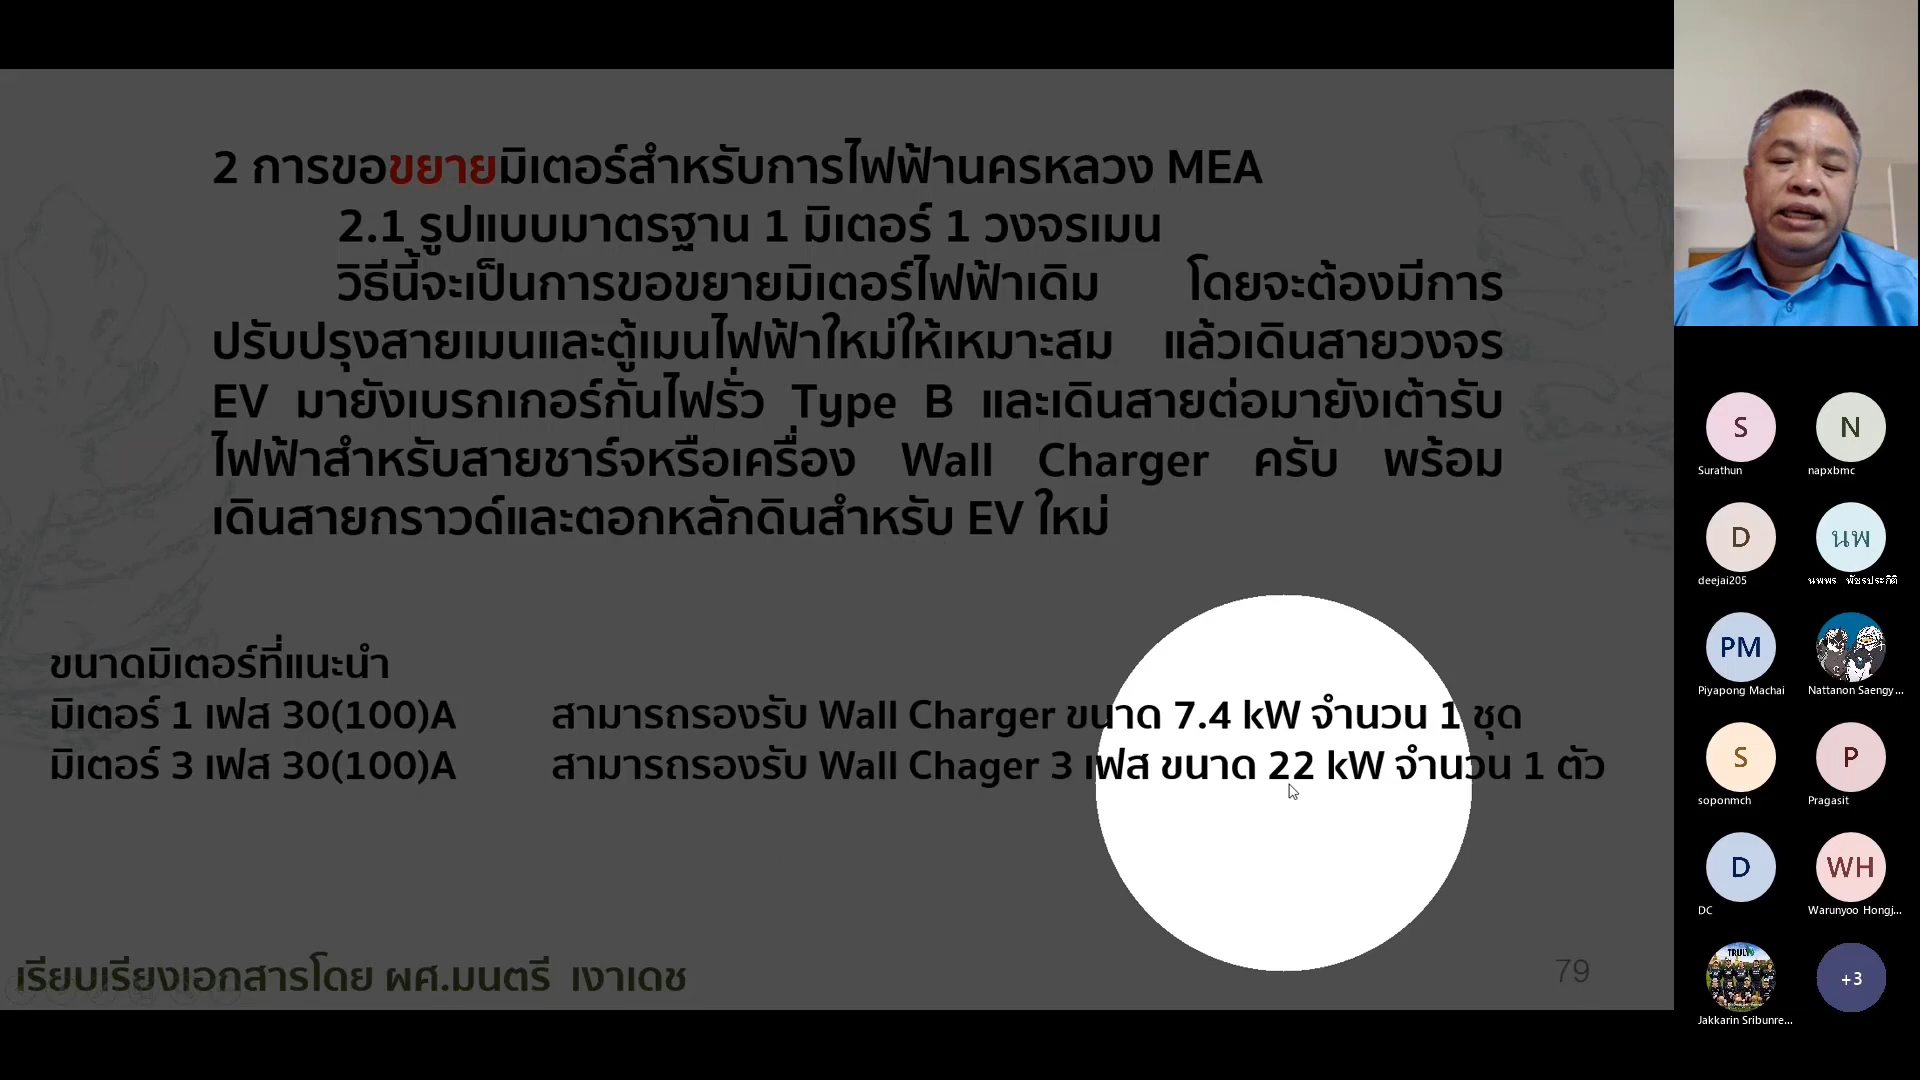 2 การขอขยายมิเตอร์สำหรับการไฟฟ้านครหลวง MEA
2.1 รูปแบบมาตรฐาน 1 มิเตอร์ 1 วงจรเมน
วิธีนี้จะเป็นการขอขยายมิเตอร์ไฟฟ้าเดิม โดยจะต้องมีการ
ปรับปรุงสายเมนและตู้เมนไฟฟ้าใหม่ให้เหมาะสม แล้วเดินสายวงจร
EV มายังเบรกเกอร์กันไฟรั่ว Type B และเดินสายต่อมายังเต้ารับ
ไฟฟ้าสำหรับสายชาร์จหรือเครื่อง Wall Charger ครับ พร้อม
เดินสายกราวด์และตอกหลักดินสำหรับ EV ใหม่
ขนาดมิเตอร์ที่แนะนำ
มิเตอร์ 1 เฟส 30(100)A สามารถรองรับ Wall Charger ขนาด 7.4 kW จำนวน 1 ชุด
มิเตอร์ 3 เฟส 30(100)A สามารถรองรับ Wall Chager 3 เฟส ขนาด 22 kW จำนวน 1 ตัว
เรียบเรียงเอกสารโดย ผศ.มนตรี เงาเดช
79
S N
Surathun napxbmc
D นพ
deejai205 นพพร พัชรประกิติ
PM
Piyapong Machai Nattanon Saengy...
S P
soponmch Pragasit
D WH
DC Warunyoo Hongj...
TRULY +3
Jakkarin Sribunre...